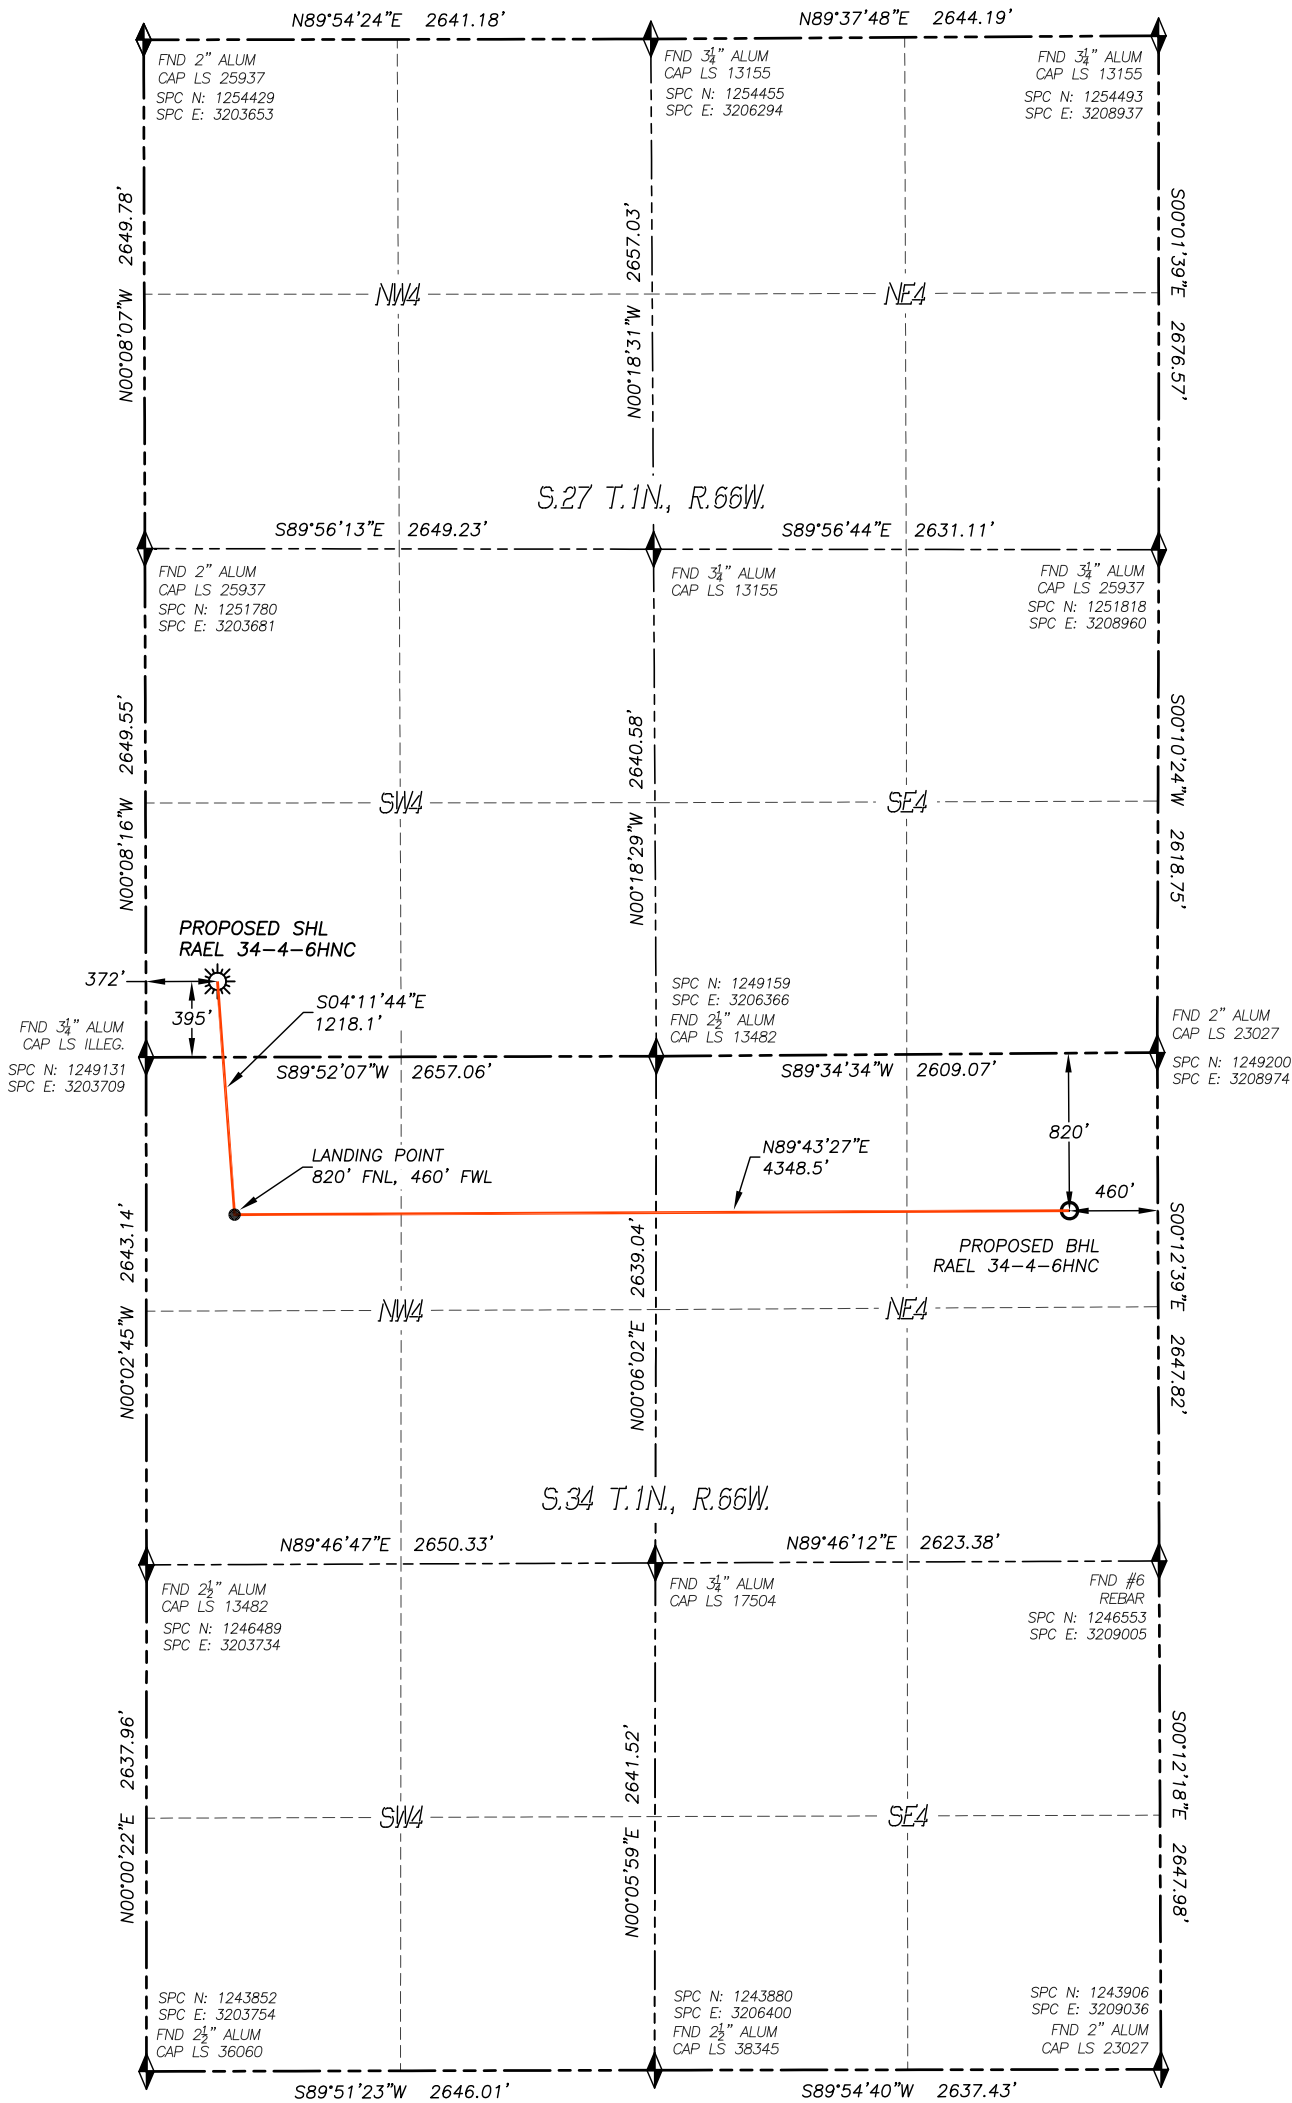 N89°54'24"E 2641.18'
N89°37'48"E 2644.19'
FND 2" ALUM
CAP LS 25937
SPC N: 1254429
SPC E: 3203653
FND 3¼" ALUM
CAP LS 13155
SPC N: 1254455
SPC E: 3206294
FND 3¼" ALUM
CAP LS 13155
SPC N: 1254493
SPC E: 3208937
N00°08'07"W 2649.78'
N00°18'31"W 2657.03'
S00°01'39"E 2676.57'
NW4
NE4
S.27 T.1N., R.66W.
S89°56'13"E 2649.23'
S89°56'44"E 2631.11'
FND 2" ALUM
CAP LS 25937
SPC N: 1251780
SPC E: 3203681
FND 3¼" ALUM
CAP LS 13155
FND 3¼" ALUM
CAP LS 25937
SPC N: 1251818
SPC E: 3208960
N00°08'16"W 2649.55'
N00°18'29"W 2640.58'
S00°10'24"W 2618.75'
SW4
SE4
PROPOSED SHL
RAEL 34-4-6HNC
372'
395'
S04°11'44"E
1218.1'
FND 3¼" ALUM
CAP LS ILLEG.
SPC N: 1249131
SPC E: 3203709
SPC N: 1249159
SPC E: 3206366
FND 2½" ALUM
CAP LS 13482
FND 2" ALUM
CAP LS 23027
SPC N: 1249200
SPC E: 3208974
S89°52'07"W 2657.06'
S89°34'34"W 2609.07'
LANDING POINT
820' FNL, 460' FWL
N89°43'27"E
4348.5'
820'
460'
PROPOSED BHL
RAEL 34-4-6HNC
N00°02'45"W 2643.14'
N00°06'02"E 2639.04'
S00°12'39"E 2647.82'
NW4
NE4
S.34 T.1N., R.66W.
N89°46'47"E 2650.33'
N89°46'12"E 2623.38'
FND 2½" ALUM
CAP LS 13482
SPC N: 1246489
SPC E: 3203734
FND 3¼" ALUM
CAP LS 17504
FND #6
REBAR
SPC N: 1246553
SPC E: 3209005
N00°00'22"E 2637.96'
N00°05'59"E 2641.52'
S00°12'18"E 2647.98'
SW4
SE4
SPC N: 1243852
SPC E: 3203754
FND 2½" ALUM
CAP LS 36060
SPC N: 1243880
SPC E: 3206400
FND 2½" ALUM
CAP LS 38345
SPC N: 1243906
SPC E: 3209036
FND 2" ALUM
CAP LS 23027
S89°51'23"W 2646.01'
S89°54'40"W 2637.43'